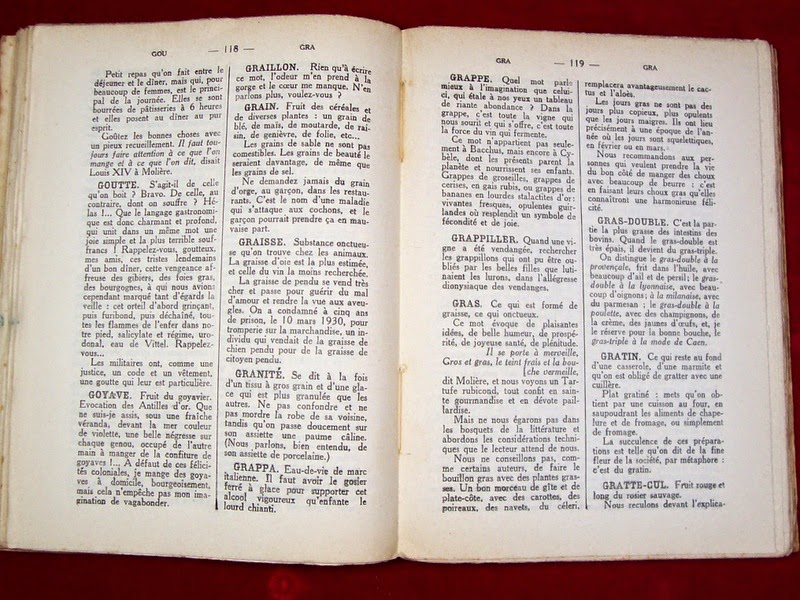 GOU — 118 — GRA
Petit repas qu'on fait entre le
déjeuner et le dîner, mais qui, pour
beaucoup de femmes, est le princi-
pal de la journée. Elles se sont
bourrées de pâtisseries à 6 heures
et elles posent au dîner au pur
esprit.
Goûtez les bonnes choses avec
un pieux recueillement. Il faut tou-
jours faire attention à ce que l'on
mange et à ce que l'on dit, disait
Louis XIV à Molière.
GOUTTE. S'agit-il de celle
qu'on boit ? Bravo. De celle, au
contraire, dont on souffre ? Hé-
las !... Que le langage gastronomi-
que est donc charmant et profond,
qui unit dans un même mot une
joie simple et la plus terrible souf-
france ! Rappelez-vous, goutteux,
mes amis, ces tristes lendemains
d'un bon dîner, cette vengeance af-
freuse des gibiers, des foies gras,
des bourgognes, à qui nous avions
cependant marqué tant d'égards la
veille : cet orteil d'abord grinçant,
puis furibond, puis déchaîné, tou-
tes les flammes de l'enfer dans no-
tre pied, salicylate et régime, uro-
donal, eau de Vittel. Rappelez-
vous...
Les militaires ont, comme une
justice, un code et un vêtement,
une goutte qui leur est particulière.
GOYAVE. Fruit du goyavier.
Evocation des Antilles d'or. Que
ne suis-je assis, sous une fraîche
véranda, devant la mer couleur
de violette, une belle négresse sur
chaque genou, occupé de l'autre
main à manger de la confiture de
goyaves !... A défaut de ces félici-
tés coloniales, je mange des goya-
ves à domicile, bourgeoisement,
mais cela n'empêche pas mon ima-
gination de vagabonder.
GRAILLON. Rien qu'à écrire
ce mot, l'odeur m'en prend à la
gorge et le cœur me manque. N'en
parlons plus, voulez-vous ?
GRAIN. Fruit des céréales et
de diverses plantes : un grain de
blé, de maïs, de moutarde, de rai-
sin, de genièvre, de folie, etc...
Les grains de sable ne sont pas
comestibles. Les grains de beauté le
seraient davantage, de même que
les grains de sel.
Ne demandez jamais du grain
d'orge, au garçon, dans les restau-
rants. C'est le nom d'une maladie
qui s'attaque aux cochons, et le
garçon pourrait prendre ça en mau-
vaise part.
GRAISSE. Substance onctueu-
se qu'on trouve chez les animaux.
La graisse d'oie est la plus estimée,
et celle du vin la moins recherchée.
La graisse de pendu se vend très
cher et passe pour guérir du mal
d'amour et rendre la vue aux aveu-
gles. On a condamné à cinq ans
de prison, le 10 mars 1930, pour
tromperie sur la marchandise, un in-
dividu qui vendait de la graisse de
chien pendu pour de la graisse de
citoyen pendu.
GRANITÉ. Se dit à la fois
d'un tissu à gros grain et d'une gla-
ce qui est plus granulée que les
autres. Ne pas confondre et ne
pas mordre la robe de sa voisine,
tandis qu'on passe doucement sur
son assiette une paume câline.
(Nous parlons, bien entendu, de
son assiette de porcelaine.)
GRAPPA. Eau-de-vie de marc
italienne. Il faut avoir le gosier
ferré à glace pour supporter cet
alcool vigoureux qu'enfante le
lourd chianti.
GRA — 119 — GRA
GRAPPE. Quel mot parle
mieux à l'imagination que celui-
ci, qui étale à nos yeux un tableau
de riante abondance ? Dans la
grappe, c'est toute la vigne qui
nous sourit et qui s'offre, c'est toute
la force du vin qui fermente.
Ce mot n'appartient pas seule-
ment à Bacchus, mais encore à Cy-
bèle, dont les présents parent la
planète et nourrissent ses enfants.
Grappes de groseilles, grappes de
cerises, en gais rubis, ou grappes de
bananes en lourdes stalactites d'or:
vivantes fresques, opulentes guir-
landes où resplendit un symbole de
fécondité et de joie.
GRAPPILLER. Quand une vi-
gne a été vendangée, rechercher
les grappillons qui ont pu être ou-
bliés par les belles filles que luti-
naient les lurons, dans l'allégresse
dionysiaque des vendanges.
GRAS. Ce qui est formé de
graisse, ce qui est onctueux.
Ce mot évoque de plaisantes
idées, de belle humeur, de prospé-
rité, de joyeuse santé, de plénitude.
Il se porte à merveille,
Gros et gras, le teint frais et la bou-
[che vermeille,
dit Molière, et nous voyons un Tar-
tufe rubicond, tout confit en sain-
te gourmandise et en dévote pail-
lardise.
Mais ne nous égarons pas dans
les bosquets de la littérature et
abordons les considérations techni-
ques que le lecteur attend de nous.
Nous ne conseillons pas, com-
me certains auteurs, de faire le
bouillon gras avec des plantes gras-
ses. Un bon morceau de gîte et de
plate-côte, avec des carottes, des
poireaux, des navets, du céleri,
remplacera avantageusement le cac-
tus et l'aloès.
Les jours gras ne sont pas des
jours plus copieux, plus opulents
que les jours maigres. Ils ont lieu
précisément à une époque de l'an-
née où les jours sont squelettiques,
en février ou en mars.
Nous recommandons aux per-
sonnes qui veulent prendre la vie
du bon côté de manger des choux
avec beaucoup de beurre : c'est
en faisant leurs choux gras qu'elles
connaîtront une harmonieuse féli-
cité.
GRAS-DOUBLE. C'est la par-
tie la plus grasse des intestins des
bovins. Quand le gras-double est
très épais, il devient du gras-triple.
On distingue le gras-double à la
provençale, frit dans l'huile, avec
beaucoup d'ail et de persil; le gras-
double à la lyonnaise, avec beau-
coup d'oignons; à la milanaise, avec
du parmesan ; le gras-double à la
poulette, avec des champignons, de
la crème, des jaunes d'œufs, et, je
le réserve pour la bonne bouche, le
gras-triple à la mode de Caen.
GRATIN. Ce qui reste au fond
d'une casserole, d'une marmite et
qu'on est obligé de gratter avec une
cuillère.
Plat gratiné : mets qu'on ob-
tient par une cuisson au four, en
saupoudrant les aliments de chape-
lure et de fromage, ou simplement
de fromage.
La succulence de ces prépara-
tions est telle qu'on dit de la fine
fleur de la société, par métaphore :
c'est du gratin.
GRATTE-CUL. Fruit rouge et
long du rosier sauvage.
Nous reculons devant l'explica-